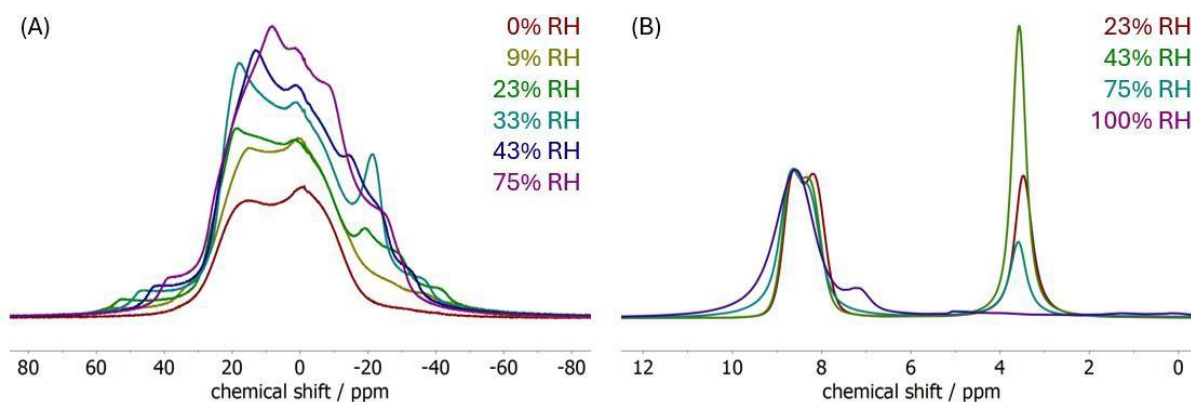 (A)
0% RH
9% RH
23% RH
33% RH
43% RH
75% RH
80 60 40 20 0 -20 -40 -60 -80
chemical shift / ppm
(B)
23% RH
43% RH
75% RH
100% RH
12 10 8 6 4 2 0
chemical shift / ppm